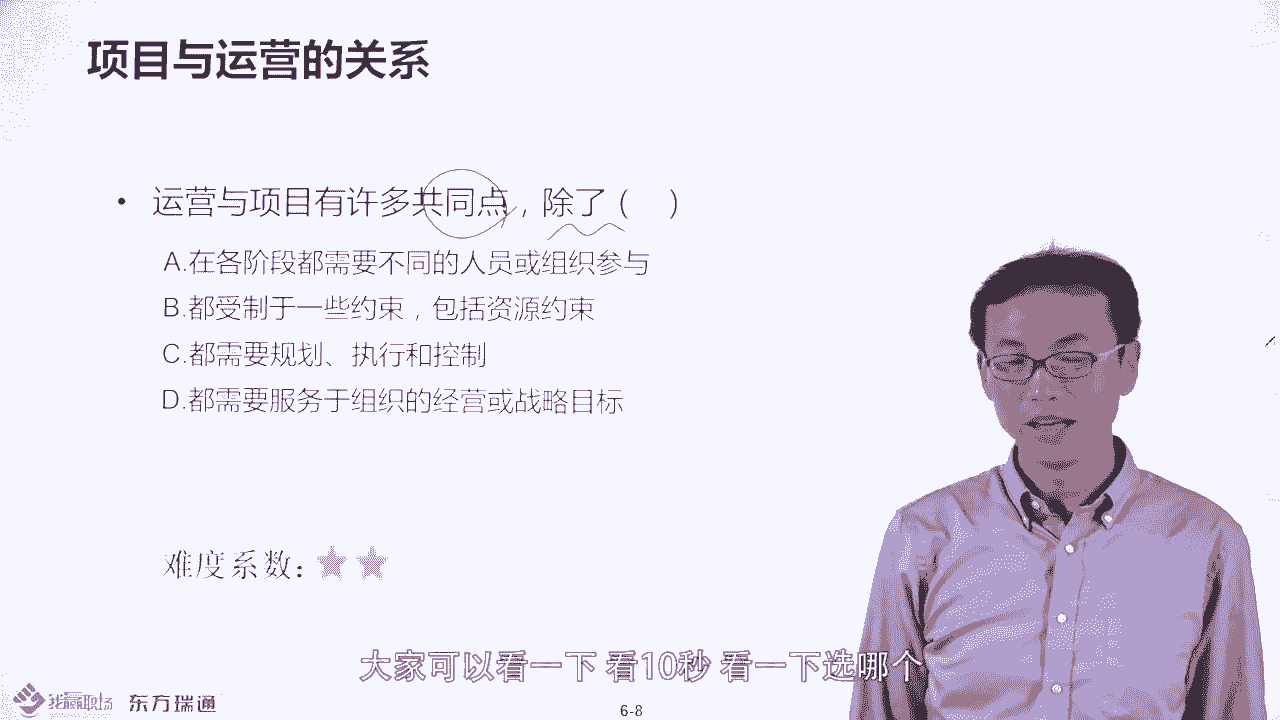 项目与运营的关系
• 运营与项目有许多共同点，除了（ ）
A.在各阶段都需要不同的人员或组织参与
B.都受制于一些约束，包括资源约束
C.都需要规划、执行和控制
D.都需要服务于组织的经营或战略目标
难度系数：
大家可以看一下 看10秒 看一下选哪个
我赢职场 东方瑞通
6-8